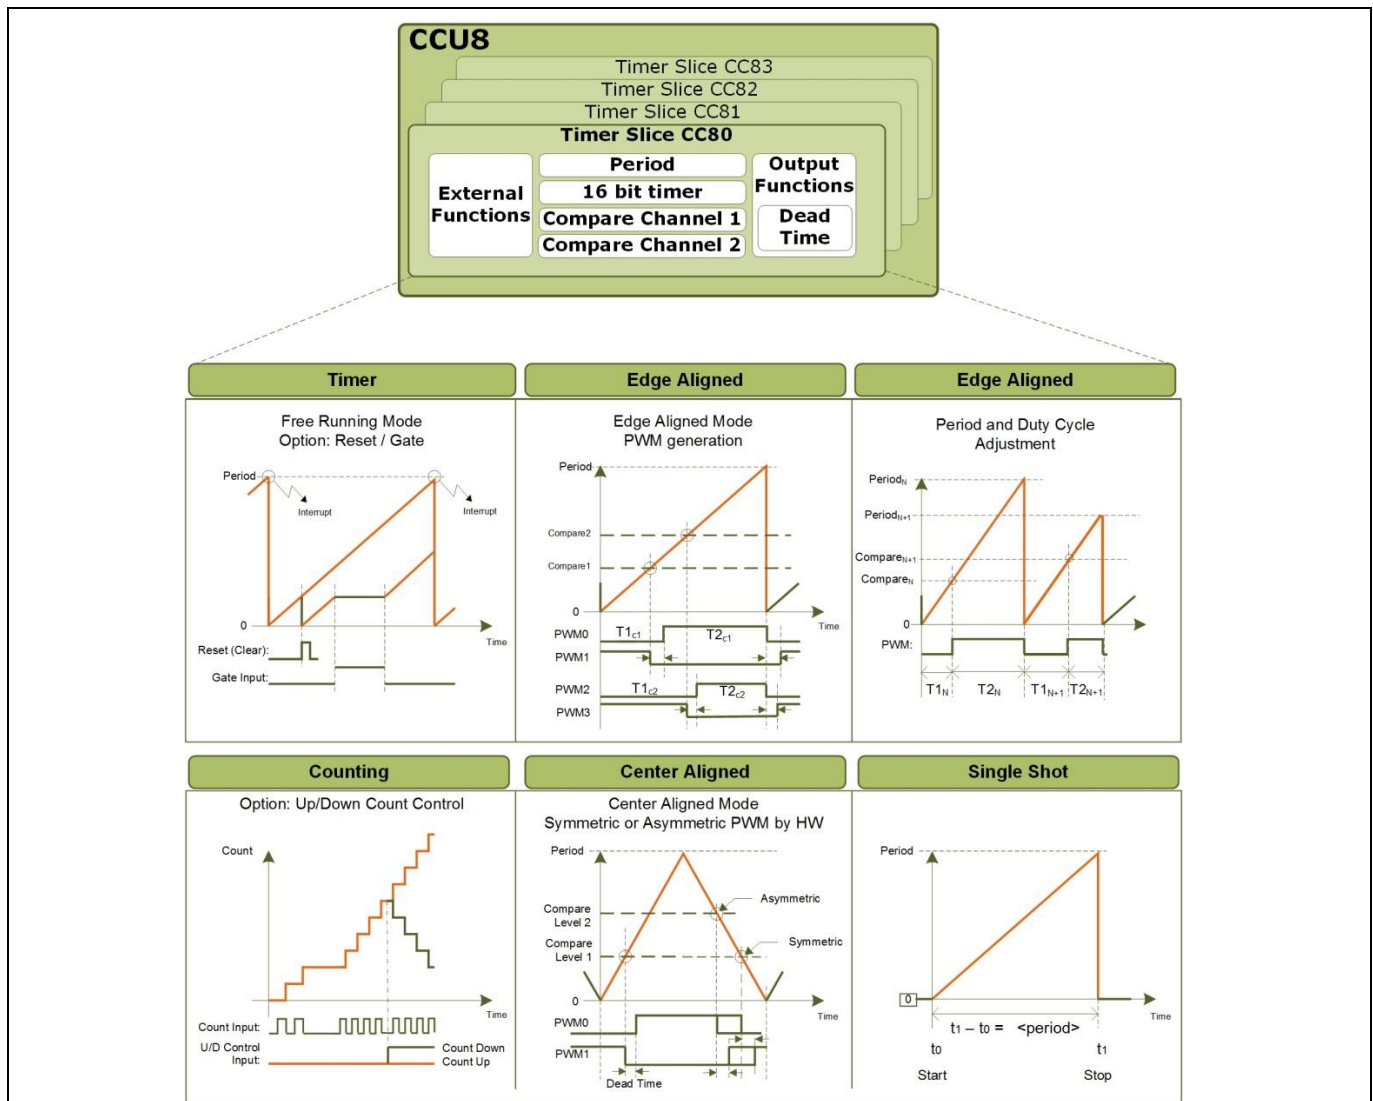 CCU8
Timer Slice CC83
Timer Slice CC82
Timer Slice CC81
Timer Slice CC80
External
Functions
Period
16 bit timer
Compare Channel 1
Compare Channel 2
Output
Functions
Dead
Time
Timer
Free Running Mode
Option: Reset / Gate
Period
Interrupt
Interrupt
0
Time
Reset (Clear):
Gate Input:
Edge Aligned
Edge Aligned Mode
PWM generation
Period
Compare2
Compare1
0
Time
PWM0
T1c1
T2c1
PWM1
PWM2
T1c2
T2c2
PWM3
Edge Aligned
Period and Duty Cycle
Adjustment
PeriodN
PeriodN+1
CompareN+1
CompareN
0
Time
PWM:
T1N
T2N
T1N+1
T2N+1
Counting
Option: Up/Down Count Control
Count
Time
Count Input:
U/D Control
Input:
Count Down
Count Up
Center Aligned
Center Aligned Mode
Symmetric or Asymmetric PWM by HW
Period
Asymmetric
Compare
Level 2
Symmetric
Compare
Level 1
0
Time
PWM0
PWM1
Dead Time
Single Shot
Period
0
Time
t1 – t0 = <period>
t0
t1
Start
Stop